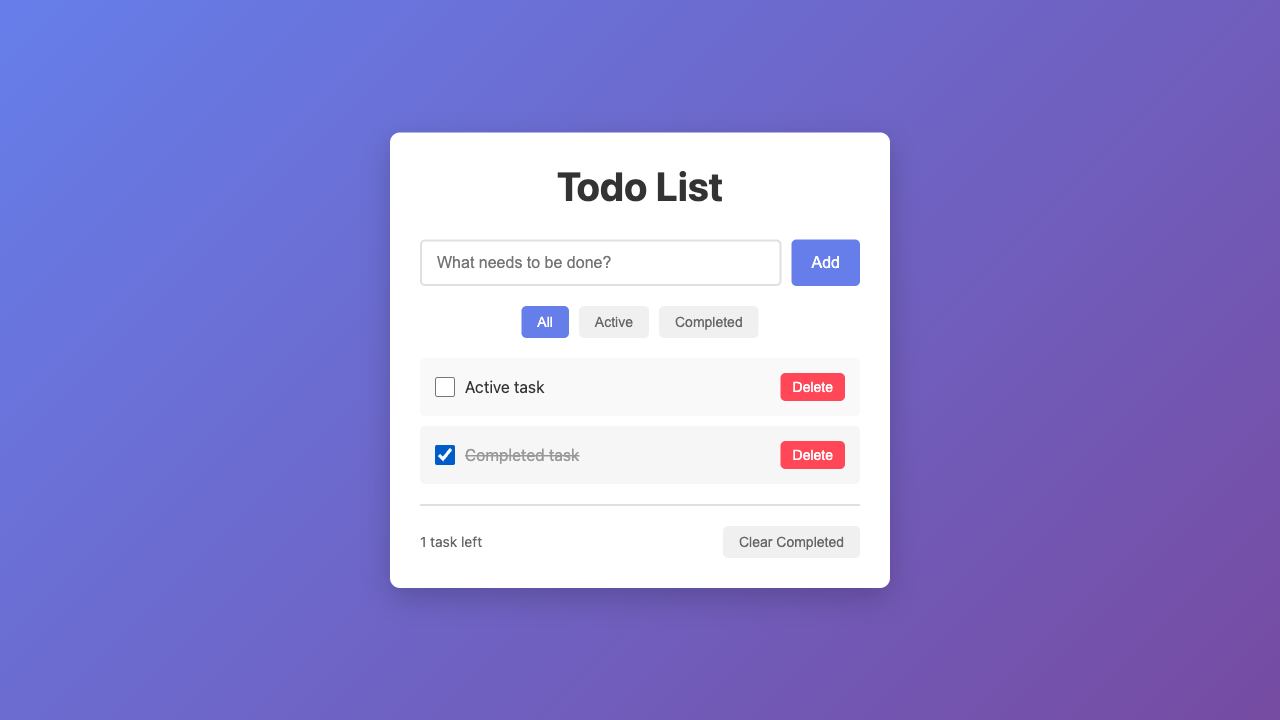 Todo List
What needs to be done?
Add
All
Active
Completed
Active task
Delete
Completed task
Delete
1 task left
Clear Completed